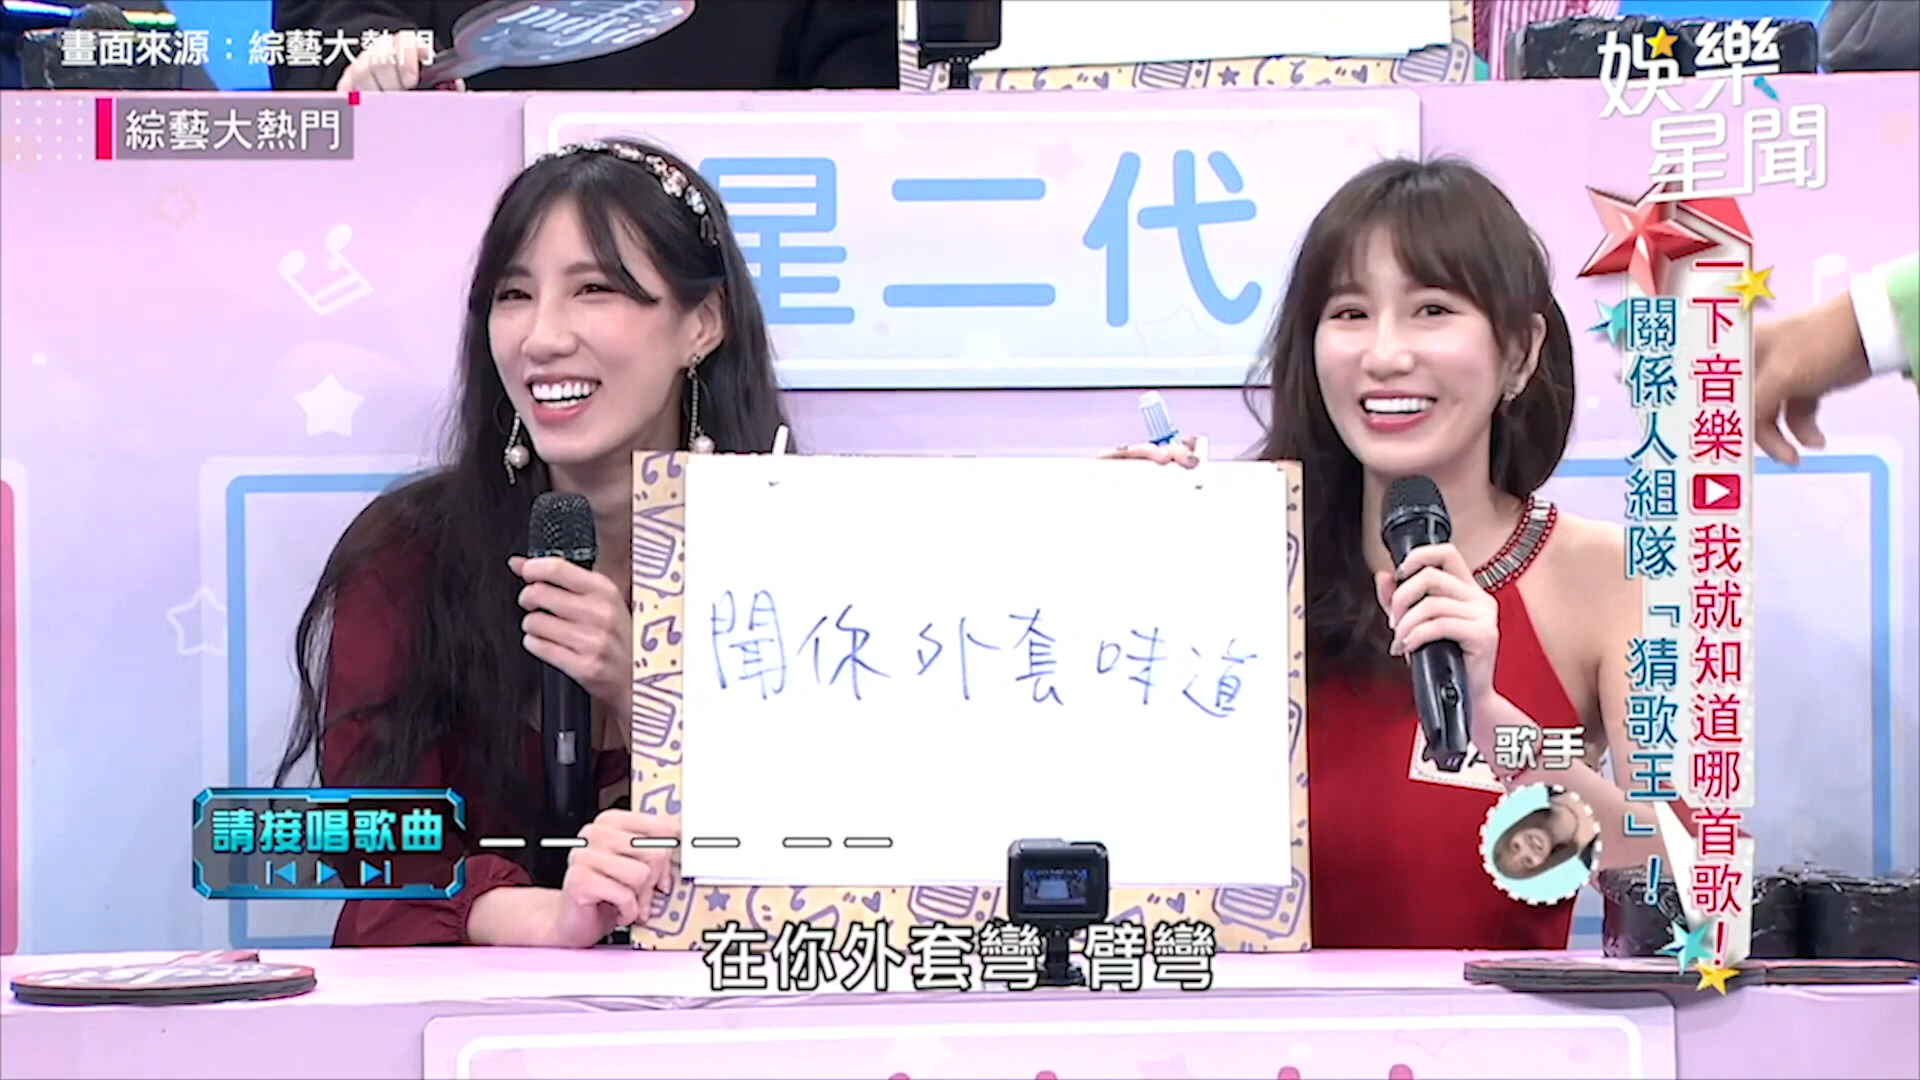 畫面來源：綜藝大熱門
綜藝大熱門
娛樂
星聞
星二代
一下音樂 我就知道哪首歌！
關係人組隊「猜歌王」！
聞你外套味道
歌手
請接唱歌曲
在你外套彎 臂彎